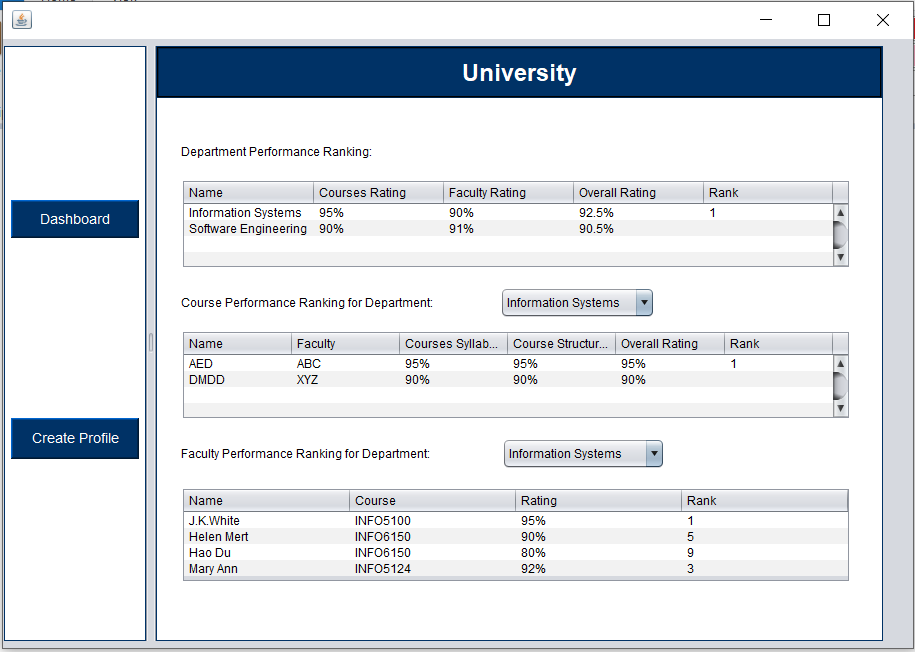 University
Dashboard
Create Profile
Department Performance Ranking:
Name Courses Rating Faculty Rating Overall Rating Rank
Information Systems 95% 90% 92.5% 1
Software Engineering 90% 91% 90.5%
Course Performance Ranking for Department: Information Systems
Name Faculty Courses Syllab... Course Structur... Overall Rating Rank
AED ABC 95% 95% 95% 1
DMDD XYZ 90% 90% 90%
Faculty Performance Ranking for Department: Information Systems
Name Course Rating Rank
J.K.White INFO5100 95% 1
Helen Mert INFO6150 90% 5
Hao Du INFO6150 80% 9
Mary Ann INFO5124 92% 3